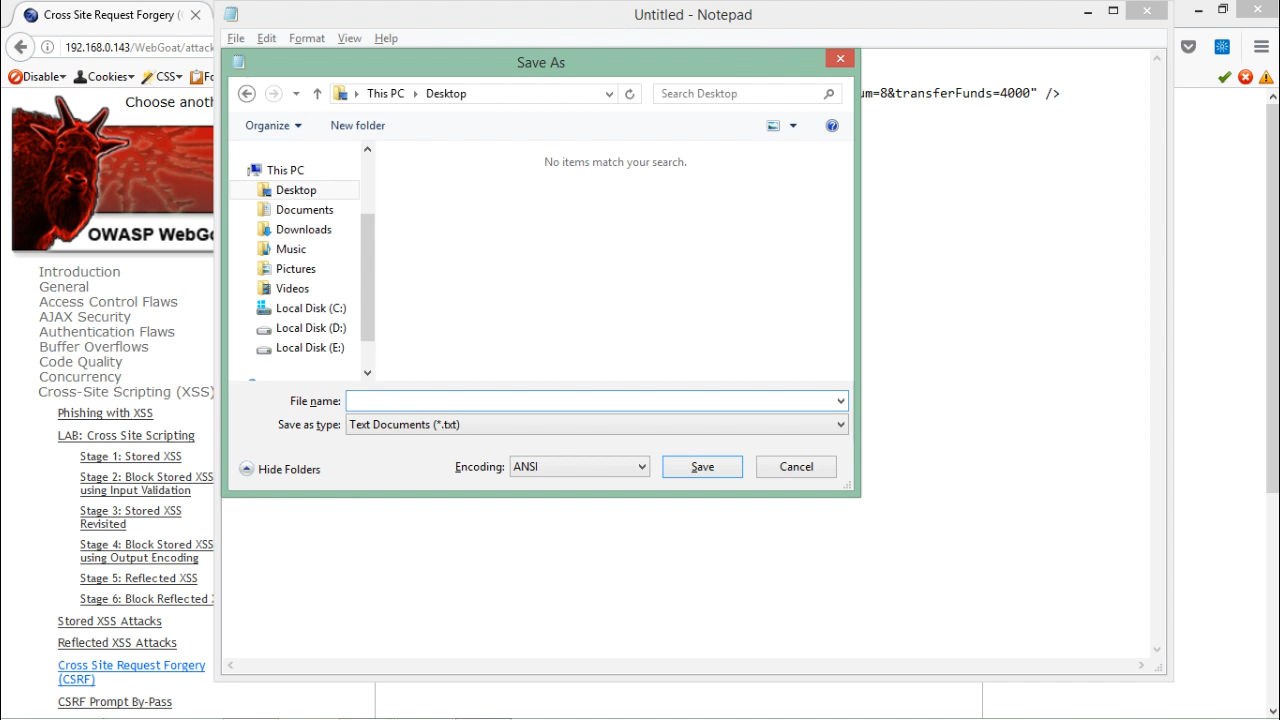 Cross Site Request Forgery (
Untitled - Notepad
192.168.0.143/WebGoat/attack
File Edit Format View Help
Disable Cookies CSS Fo
Save As
This PC Desktop
Search Desktop
um=8&transferFunds=4000" />
Choose anoth
Organize New folder
No items match your search.
This PC
Desktop
Documents
Downloads
Music
Pictures
Videos
Local Disk (C:)
Local Disk (D:)
Local Disk (E:)
File name:
Save as type: Text Documents (*.txt)
Hide Folders Encoding: ANSI Save Cancel
OWASP WebGo
Introduction
General
Access Control Flaws
AJAX Security
Authentication Flaws
Buffer Overflows
Code Quality
Concurrency
Cross-Site Scripting (XSS)
Phishing with XSS
LAB: Cross Site Scripting
Stage 1: Stored XSS
Stage 2: Block Stored XSS
using Input Validation
Stage 3: Stored XSS
Revisited
Stage 4: Block Stored XSS
using Output Encoding
Stage 5: Reflected XSS
Stage 6: Block Reflected
Stored XSS Attacks
Reflected XSS Attacks
Cross Site Request Forgery
(CSRF)
CSRF Prompt By-Pass